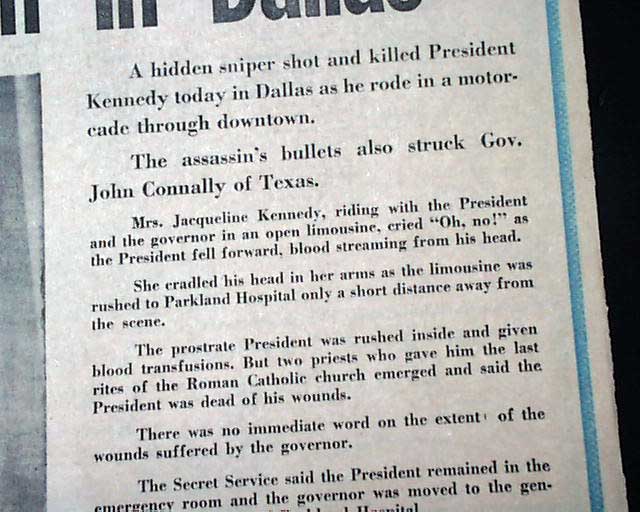 in Dallas
A hidden sniper shot and killed President
Kennedy today in Dallas as he rode in a motor-
cade through downtown.
The assassin's bullets also struck Gov.
John Connally of Texas.
Mrs. Jacqueline Kennedy, riding with the President
and the governor in an open limousine, cried "Oh, no!" as
the President fell forward, blood streaming from his head.
She cradled his head in her arms as the limousine was
rushed to Parkland Hospital only a short distance away from
the scene.
The prostrate President was rushed inside and given
blood transfusions. But two priests who gave him the last
rites of the Roman Catholic church emerged and said the
President was dead of his wounds.
There was no immediate word on the extent of the
wounds suffered by the governor.
The Secret Service said the President remained in the
emergency room and the governor was moved to the gen-
Hospital